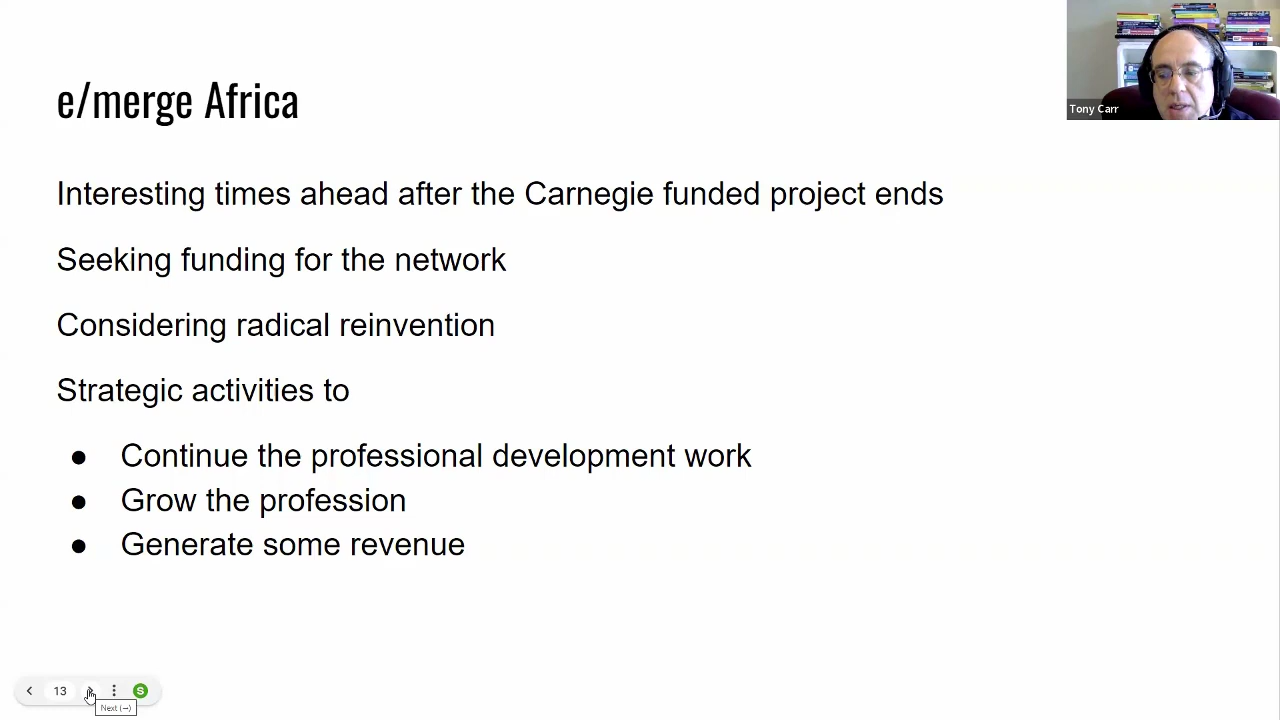 e/merge Africa
Tony Carr
Interesting times ahead after the Carnegie funded project ends
Seeking funding for the network
Considering radical reinvention
Strategic activities to
● Continue the professional development work
● Grow the profession
● Generate some revenue
13
S
Next (→)